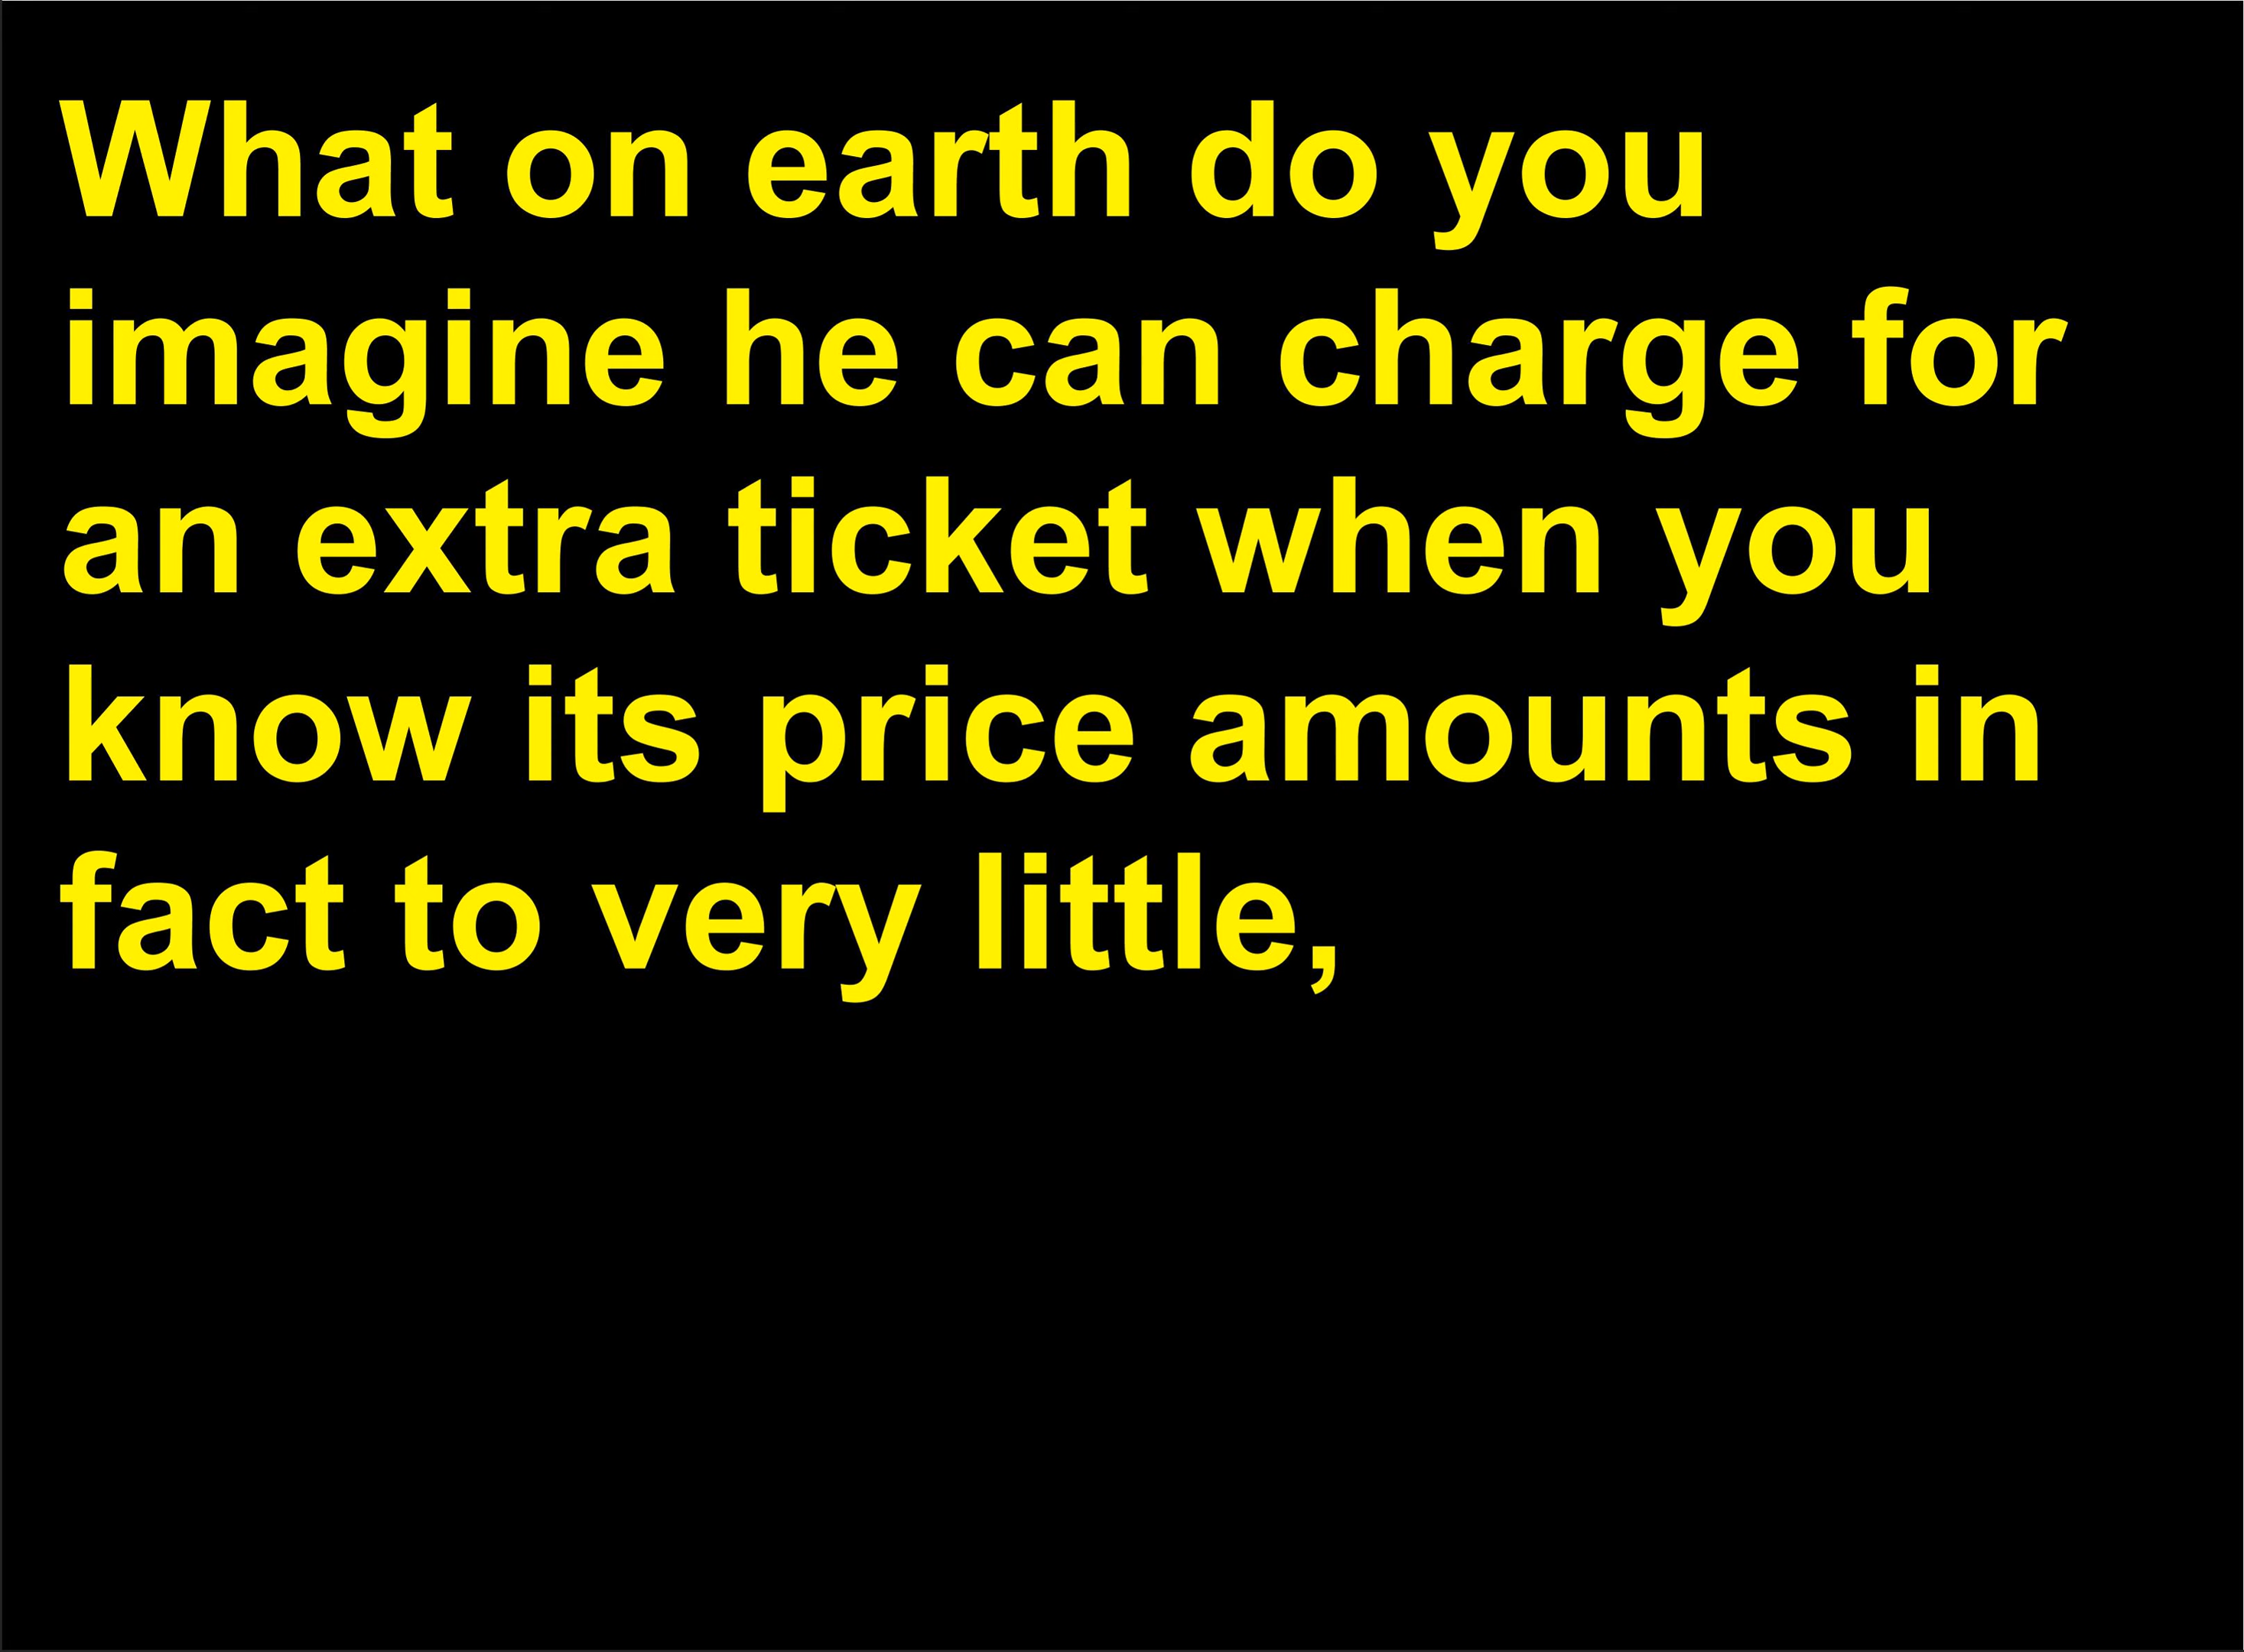 What on earth do you
imagine he can charge for
an extra ticket when you
know its price amounts in
fact to very little,